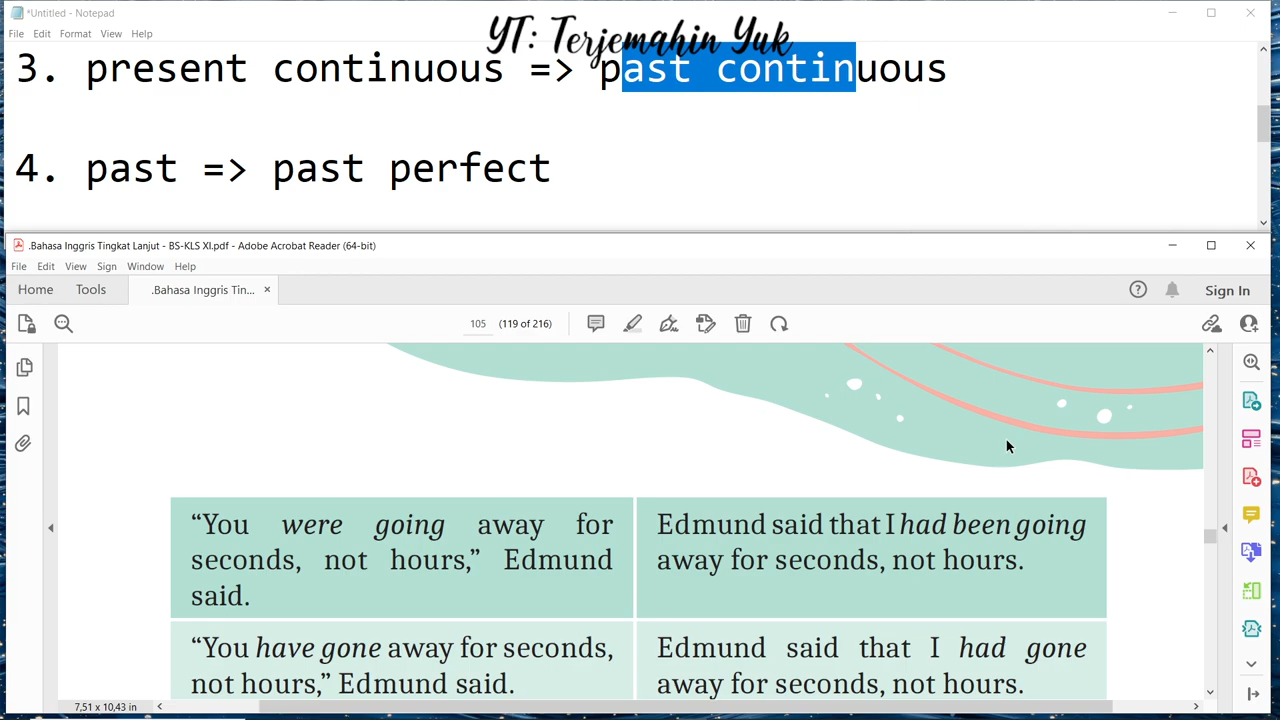 *Untitled - Notepad
YT: Terjemahin Yuk
File Edit Format View Help
3. present continuous => past continuous
4. past => past perfect
.Bahasa Inggris Tingkat Lanjut - BS-KLS XI.pdf - Adobe Acrobat Reader (64-bit)
File Edit View Sign Window Help
Home Tools .Bahasa Inggris Tin... × Sign In
105 (119 of 216)
“You were going away for
seconds, not hours,” Edmund
said.
Edmund said that I had been going
away for seconds, not hours.
“You have gone away for seconds,
not hours,” Edmund said.
Edmund said that I had gone
away for seconds, not hours.
7,51 x 10,43 in